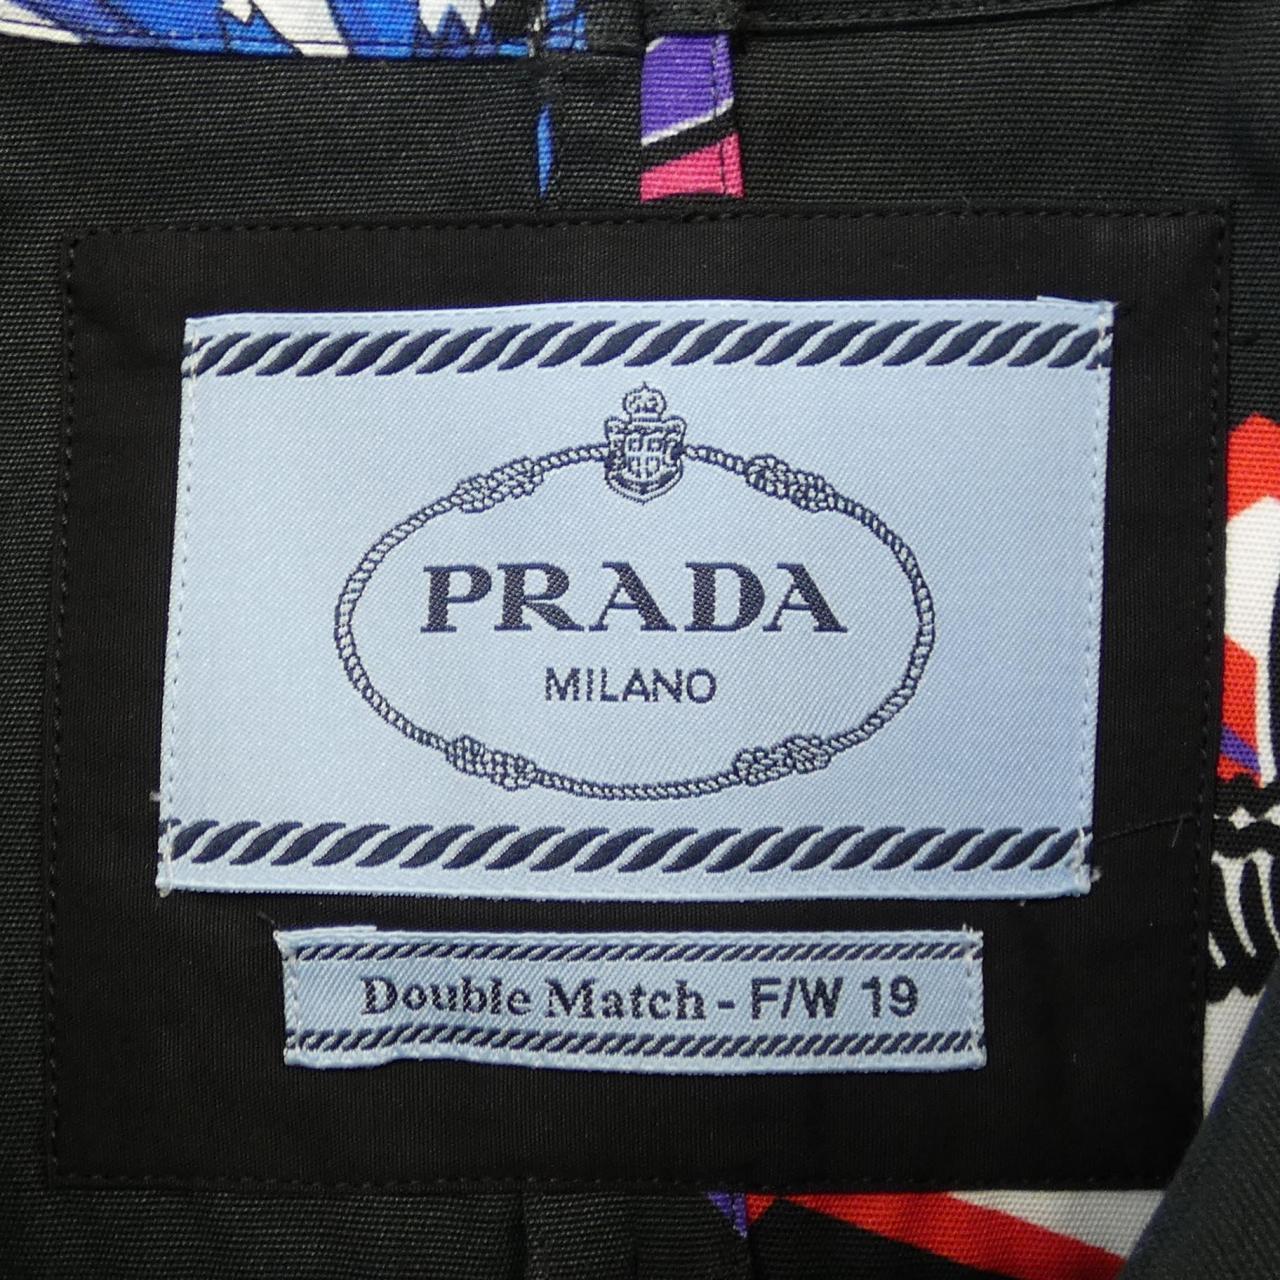 PRADA
MILANO
Double Match - F/W 19